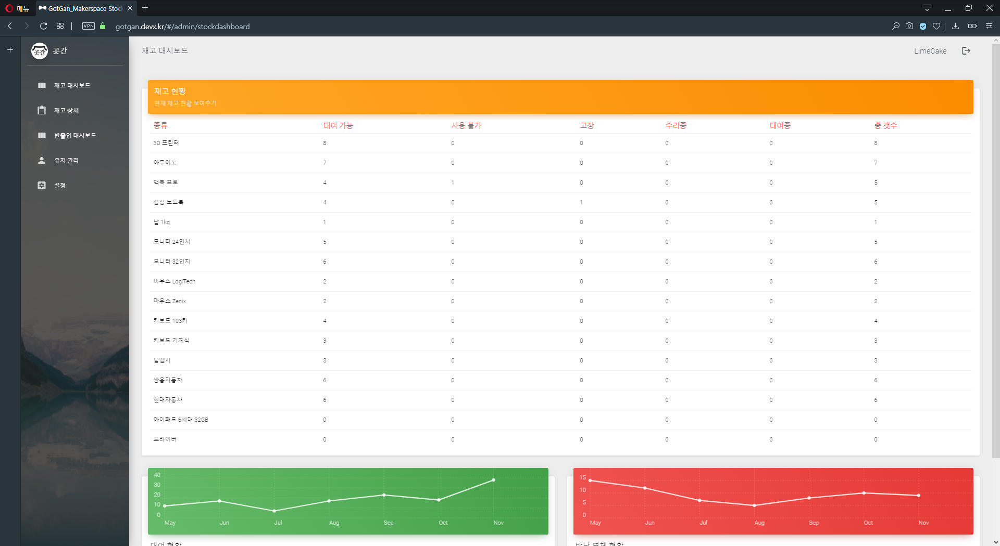 메뉴
GotGan_Makerspace Stock
VPN
gotgan.devx.kr/#/admin/stockdashboard
곳간
곳간
재고 대시보드
LimeCake
재고 대시보드
재고 상세
반출입 대시보드
유저 관리
설정
재고 현황
현재 재고 현황 보여주기
종류 대여 가능 사용 불가 고장 수리중 대여중 총 갯수
3D 프린터 8 0 0 0 0 8
아두이노 7 0 0 0 0 7
맥북 프로 4 1 0 0 0 5
삼성 노트북 4 0 1 0 0 5
납 1kg 1 0 0 0 0 1
모니터 24인치 5 0 0 0 0 5
모니터 32인치 6 0 0 0 0 6
마우스 LogiTech 2 0 0 0 0 2
마우스 Zenix 2 0 0 0 0 2
키보드 103키 4 0 0 0 0 4
키보드 기계식 3 0 0 0 0 3
납땜기 3 0 0 0 0 3
쌍용자동차 6 0 0 0 0 6
현대자동차 6 0 0 0 0 6
아이패드 6세대 32GB 0 0 0 0 0 0
드라이버 0 0 0 0 0 0
40
30
20
10
0
May Jun Jul Aug Sep Oct Nov
대여 현황
15
10
5
0
May Jun Jul Aug Sep Oct Nov
반납 연체 현황